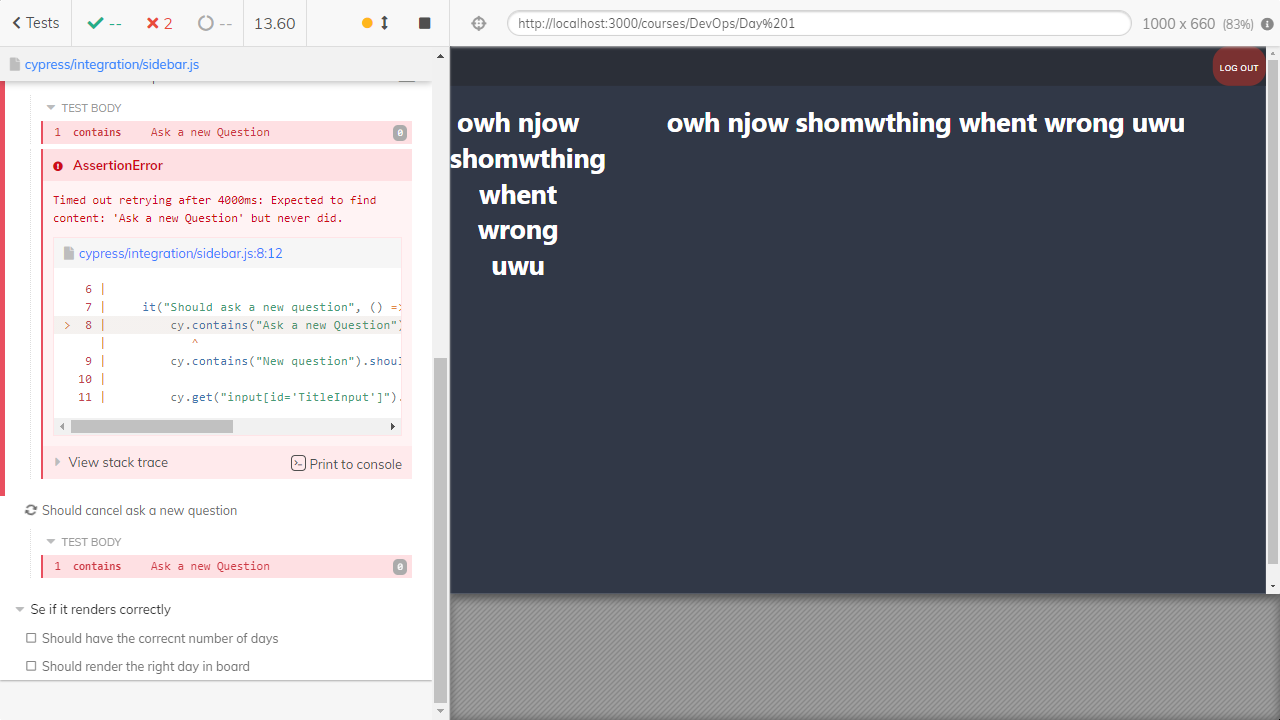 Tests
--
2
--
13.60
http://localhost:3000/courses/DevOps/Day%201
1000 x 660 (83%)
cypress/integration/sidebar.js
TEST BODY
1 contains Ask a new Question 0
AssertionError
Timed out retrying after 4000ms: Expected to find
content: 'Ask a new Question' but never did.
cypress/integration/sidebar.js:8:12
6 |
7 | it("Should ask a new question", () =>
> 8 | cy.contains("Ask a new Question")
| ^
9 | cy.contains("New question").shoul
10 |
11 | cy.get("input[id='TitleInput']").
View stack trace
Print to console
Should cancel ask a new question
TEST BODY
1 contains Ask a new Question 0
Se if it renders correctly
Should have the correcnt number of days
Should render the right day in board
LOG OUT
owh njow
shomwthing
whent
wrong
uwu
owh njow shomwthing whent wrong uwu